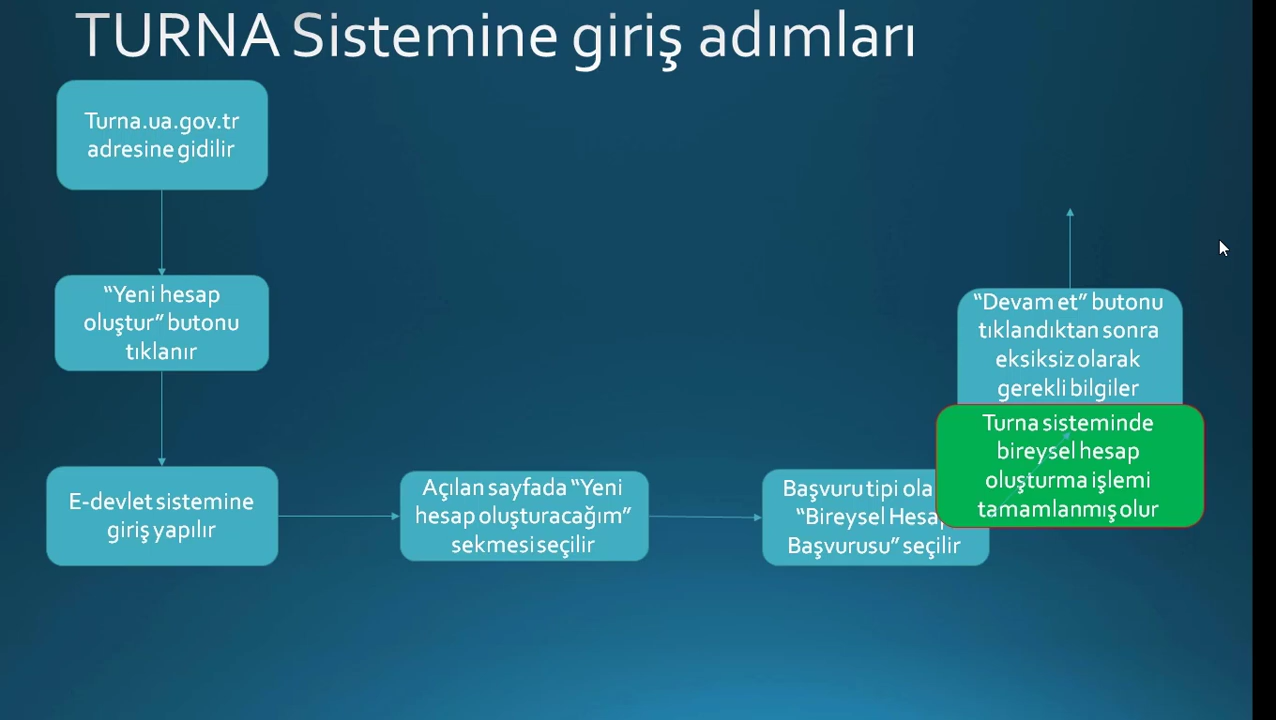 TURNA Sistemine giriş adımları
Turna.ua.gov.tr
adresine gidilir
“Yeni hesap
oluştur” butonu
tıklanır
E-devlet sistemine
giriş yapılır
Açılan sayfada “Yeni
hesap oluşturacağım”
sekmesi seçilir
Başvuru tipi ola
“Bireysel Hesap
Başvurusu” seçilir
“Devam et” butonu
tıklandıktan sonra
eksiksiz olarak
gerekli bilgiler
Turna sisteminde
bireysel hesap
oluşturma işlemi
tamamlanmış olur